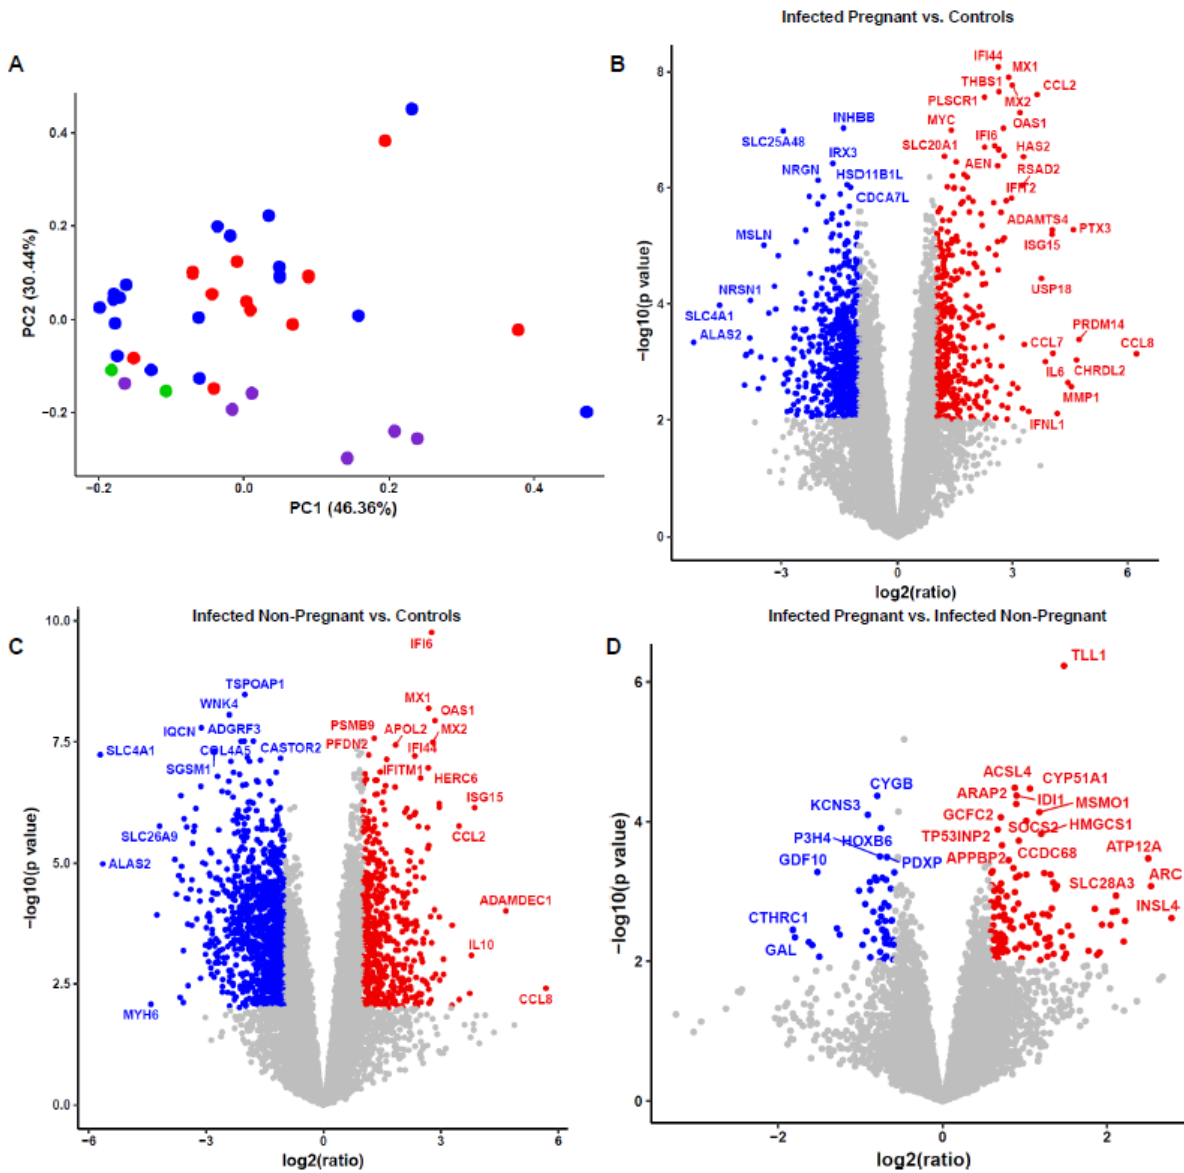 Infected Pregnant vs. Controls
A
B
0.4
0.2
0.0
−0.2
PC2 (30.44%)
−0.2
0.0
0.2
0.4
PC1 (46.36%)
8
6
4
2
0
−log10(p value)
IFI44
MX1
THBS1
CCL2
PLSCR1
MX2
MYC
OAS1
INHBB
SLC25A48
IFI6
SLC20A1
HAS2
IRX3
AEN
RSAD2
NRGN
HSD11B1L
IFIT2
CDCA7L
ADAMTS4
PTX3
MSLN
ISG15
USP18
NRSN1
SLC4A1
PRDM14
ALAS2
CCL7
CCL8
IL6
CHRDL2
MMP1
IFNL1
−3
0
3
6
log2(ratio)
Infected Non-Pregnant vs. Controls
C
10.0
7.5
5.0
2.5
0.0
−log10(p value)
IFI6
TSPOAP1
WNK4
MX1
OAS1
IQCN
ADGRF3
PSMB9
APOL2
MX2
SLC4A1
COL4A5
CASTOR2
PFDN2
IFI44
SGSM1
IFITM1
HERC6
ISG15
SLC26A9
CCL2
ALAS2
ADAMDEC1
IL10
CCL8
MYH6
−6
−3
0
3
6
log2(ratio)
Infected Pregnant vs. Infected Non-Pregnant
D
6
4
2
0
−log10(p value)
TLL1
CYGB
ACSL4
CYP51A1
KCNS3
ARAP2
IDI1
MSMO1
GCFC2
SOCS2
HMGCS1
P3H4
HOXB6
TP53INP2
ATP12A
GDF10
PDXP
APPBP2
CCDC68
ARC
SLC28A3
CTHRC1
INSL4
GAL
−2
0
2
log2(ratio)